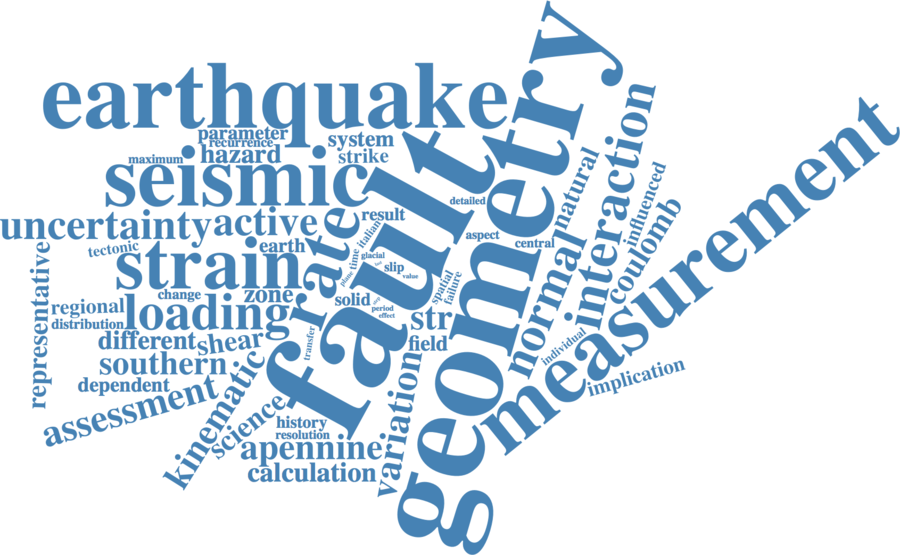 earthquake
geometry
fault
measurement
seismic
strain
loading
rate
interaction
normal
natural
influenced
coulomb
parameter
recurrence
hazard
maximum
system
strike
uncertainty
active
result
italian
detailed
aspect
central
tectonic
earth
time
glacial
plane
slip
value
spatial
failure
representative
change
zone
solid
period
effect
regional
distribution
transfer
str
field
different
shear
southern
dependent
assessment
kinematic
science
history
resolution
apennine
calculation
variation
individual
implication